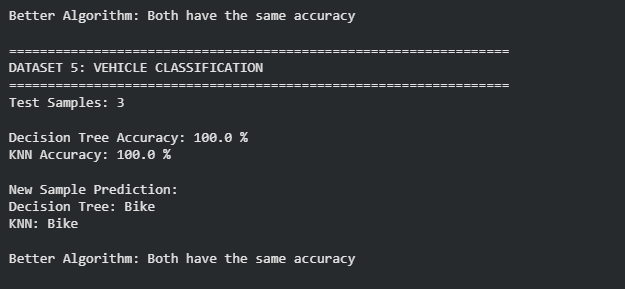 Better Algorithm: Both have the same accuracy
=================================================================
DATASET 5: VEHICLE CLASSIFICATION
=================================================================
Test Samples: 3
Decision Tree Accuracy: 100.0 %
KNN Accuracy: 100.0 %
New Sample Prediction:
Decision Tree: Bike
KNN: Bike
Better Algorithm: Both have the same accuracy